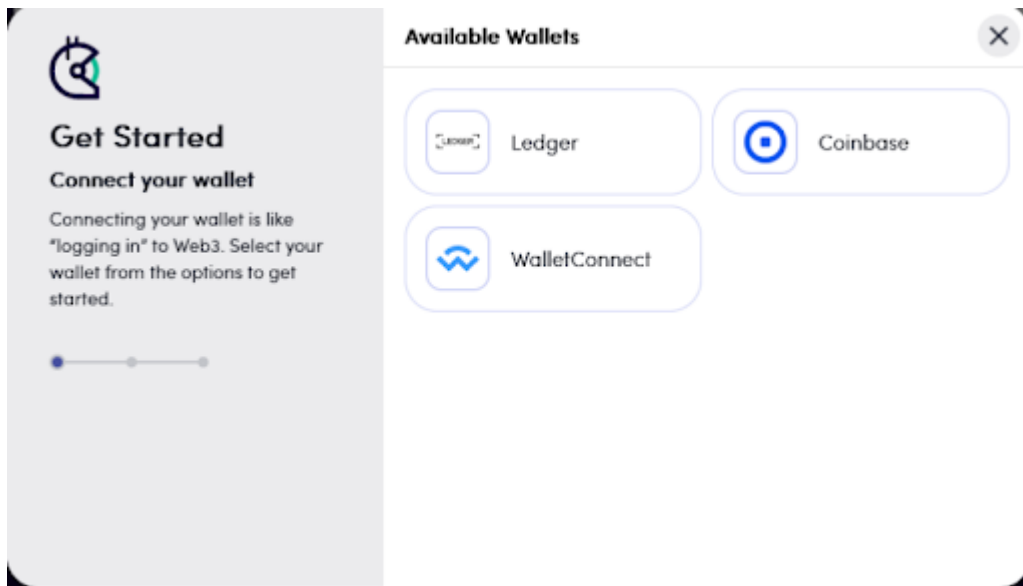 Get Started
Connect your wallet
Connecting your wallet is like
"logging in" to Web3. Select your
wallet from the options to get
started.
Available Wallets
LEDGER
Ledger
Coinbase
WalletConnect